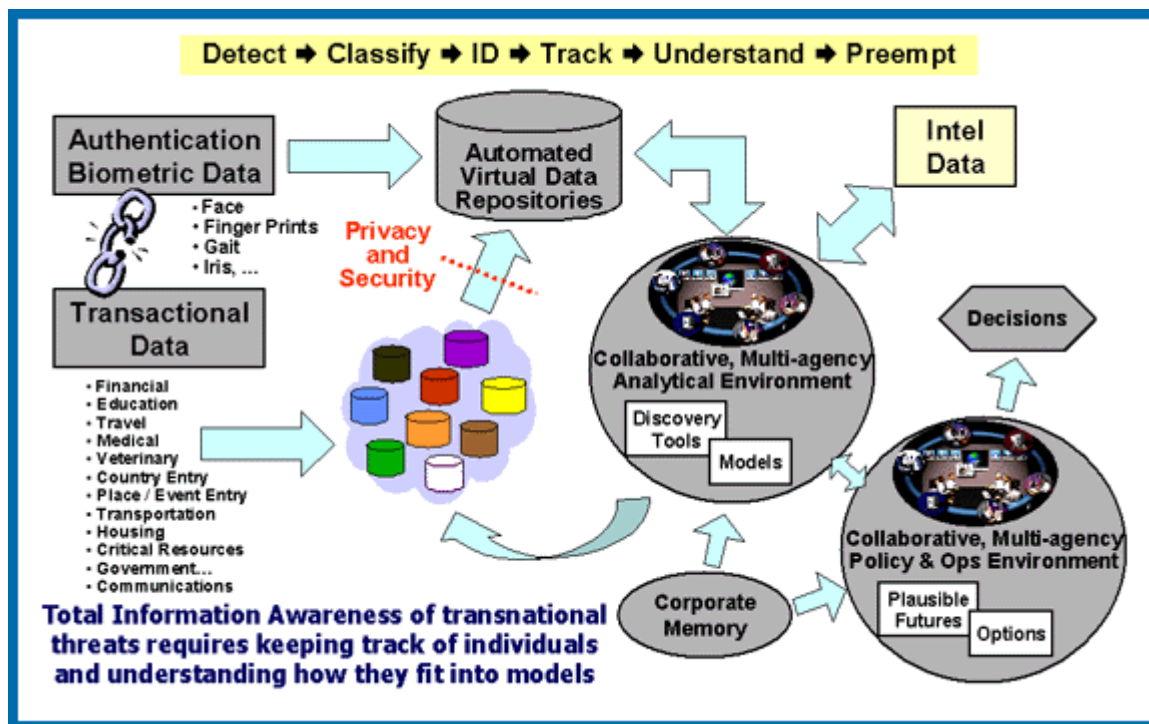 Detect ➔ Classify ➔ ID ➔ Track ➔ Understand ➔ Preempt
Authentication
Biometric Data
• Face
• Finger Prints
• Gait
• Iris, ...
Transactional
Data
• Financial
• Education
• Travel
• Medical
• Veterinary
• Country Entry
• Place / Event Entry
• Transportation
• Housing
• Critical Resources
• Government...
• Communications
Automated
Virtual Data
Repositories
Privacy
and
Security
Intel
Data
Collaborative, Multi-agency
Analytical Environment
Discovery
Tools
Models
Decisions
Collaborative, Multi-agency
Policy & Ops Environment
Plausible
Futures
Options
Corporate
Memory
Total Information Awareness of transnational
threats requires keeping track of individuals
and understanding how they fit into models